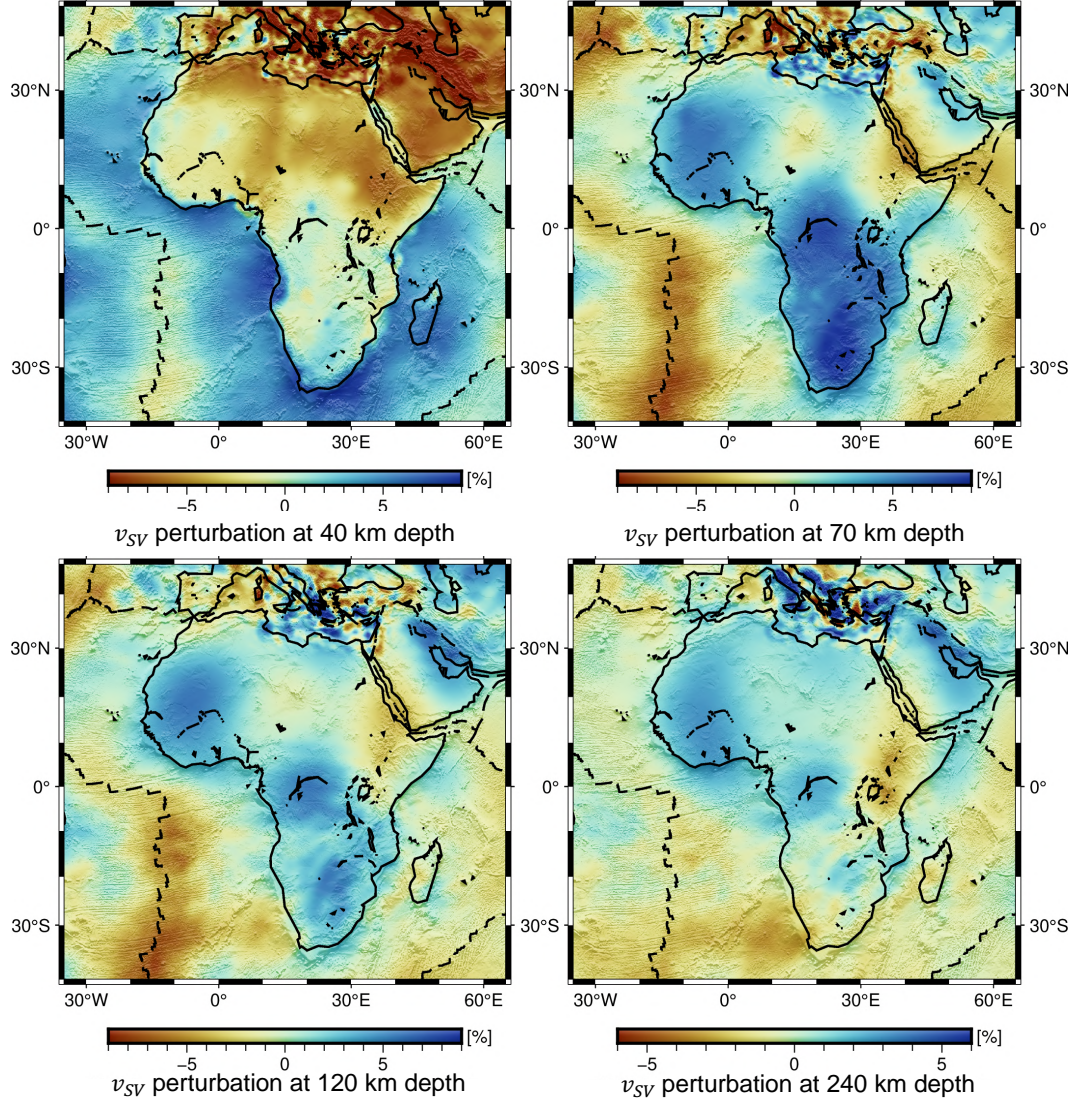 30°N
0°
30°S
30°W 0° 30°E 60°E
−5 0 5 [%]
v_SV perturbation at 40 km depth
30°N
0°
30°S
30°W 0° 30°E 60°E
−5 0 5 [%]
v_SV perturbation at 70 km depth
30°N
0°
30°S
30°W 0° 30°E 60°E
−5 0 5 [%]
v_SV perturbation at 120 km depth
30°N
0°
30°S
30°W 0° 30°E 60°E
−5 0 5 [%]
v_SV perturbation at 240 km depth